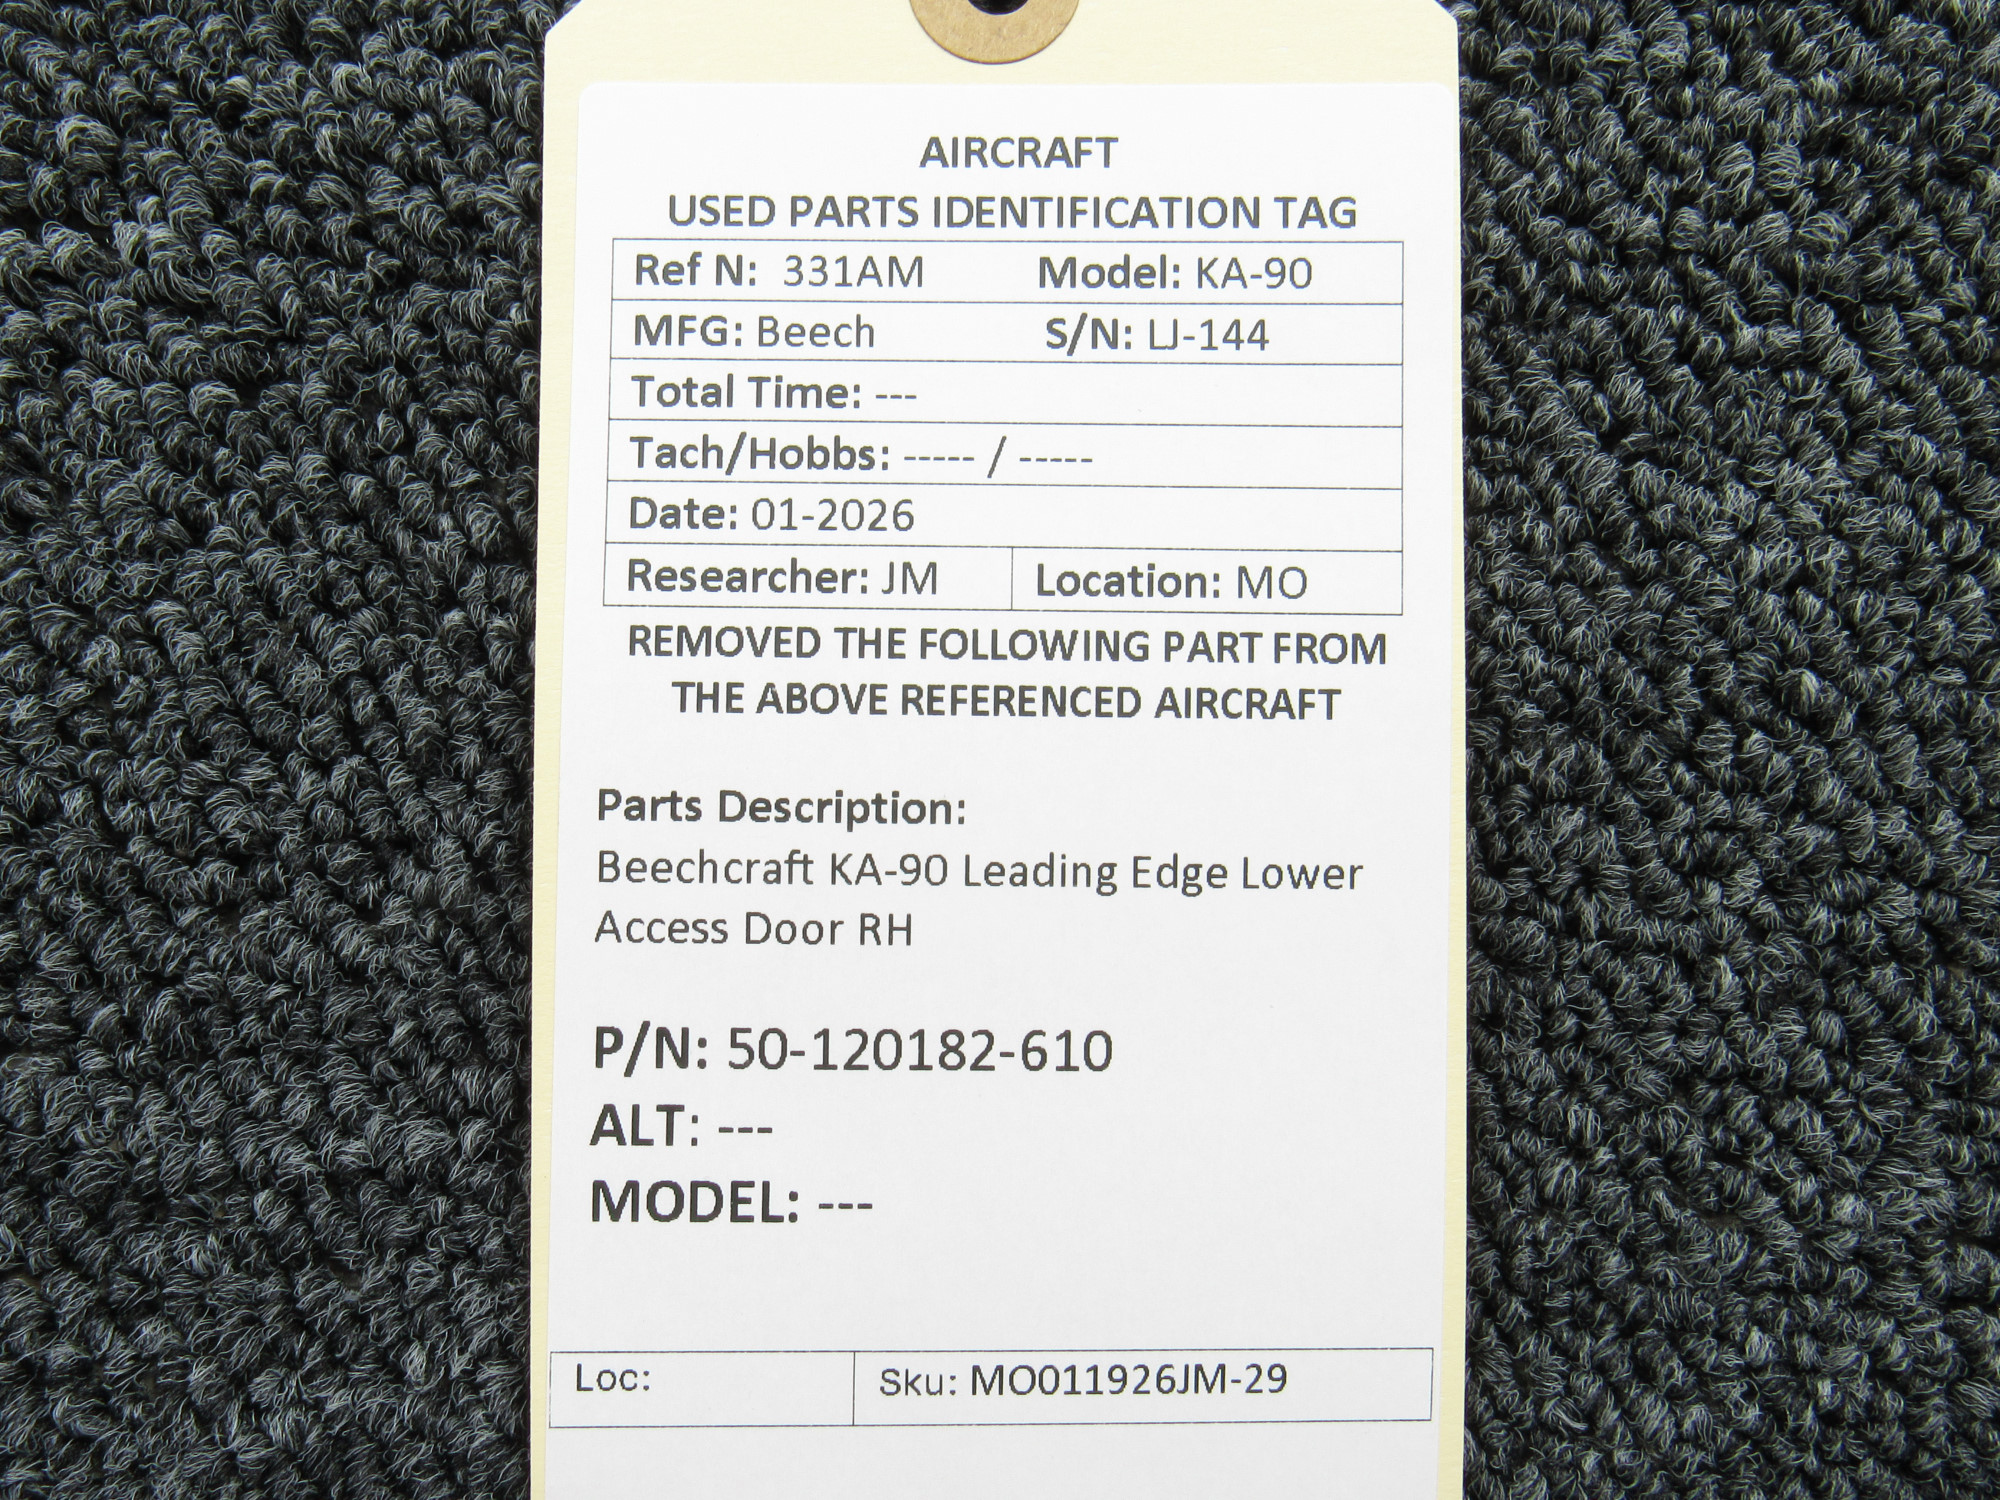 AIRCRAFT
USED PARTS IDENTIFICATION TAG
Ref N: 331AM Model: KA-90
MFG: Beech S/N: LJ-144
Total Time: ---
Tach/Hobbs: ----- / -----
Date: 01-2026
Researcher: JM Location: MO
REMOVED THE FOLLOWING PART FROM
THE ABOVE REFERENCED AIRCRAFT
Parts Description:
Beechcraft KA-90 Leading Edge Lower
Access Door RH
P/N: 50-120182-610
ALT: ---
MODEL: ---
Loc: Sku: MO011926JM-29